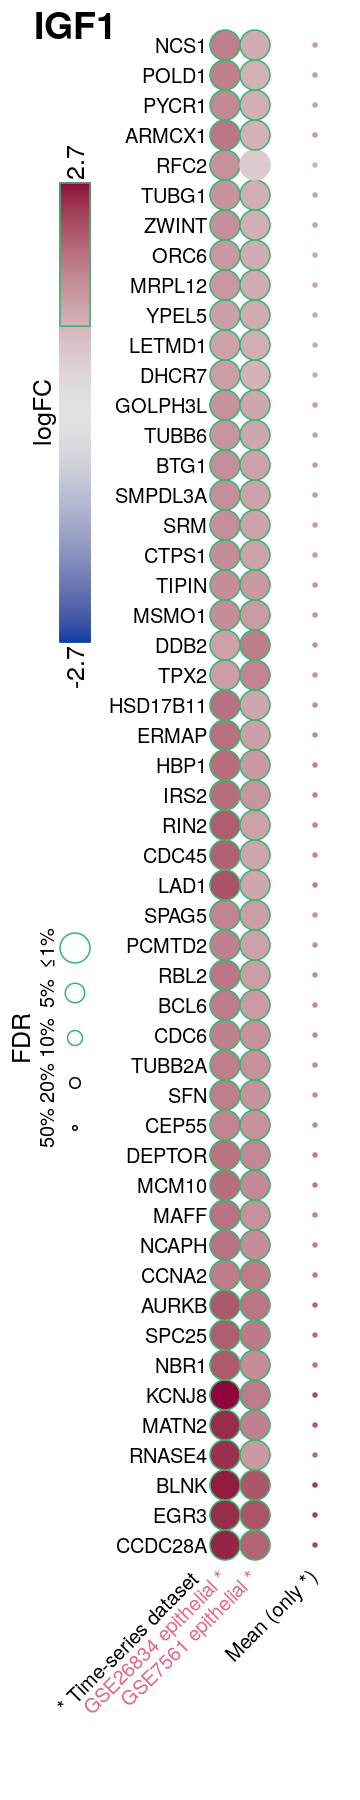 IGF1
NCS1
POLD1
PYCR1
ARMCX1
RFC2
TUBG1
ZWINT
ORC6
MRPL12
YPEL5
LETMD1
DHCR7
GOLPH3L
TUBB6
BTG1
SMPDL3A
SRM
CTPS1
TIPIN
MSMO1
DDB2
TPX2
HSD17B11
ERMAP
HBP1
IRS2
RIN2
CDC45
LAD1
SPAG5
PCMTD2
RBL2
BCL6
CDC6
TUBB2A
SFN
CEP55
DEPTOR
MCM10
MAFF
NCAPH
CCNA2
AURKB
SPC25
NBR1
KCNJ8
MATN2
RNASE4
BLNK
EGR3
CCDC28A
logFC
2.7
-2.7
FDR
50% 20% 10% 5% ≤1%
* Time-series dataset
GSE26834 epithelial *
GSE7561 epithelial *
Mean (only *)